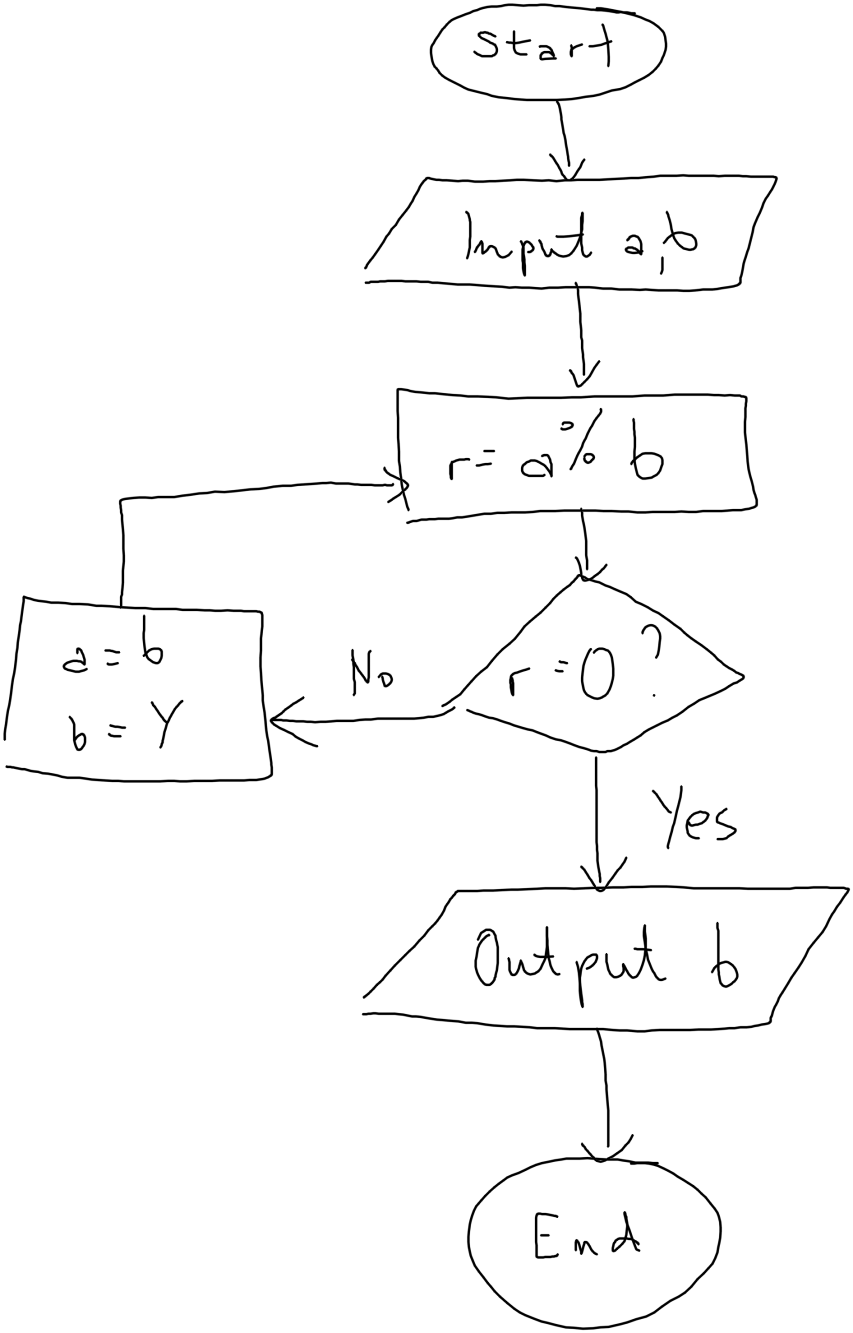 Start
Input a,b
r= a% b
r=0?
No
a=b
b=Y
Yes
Output b
End